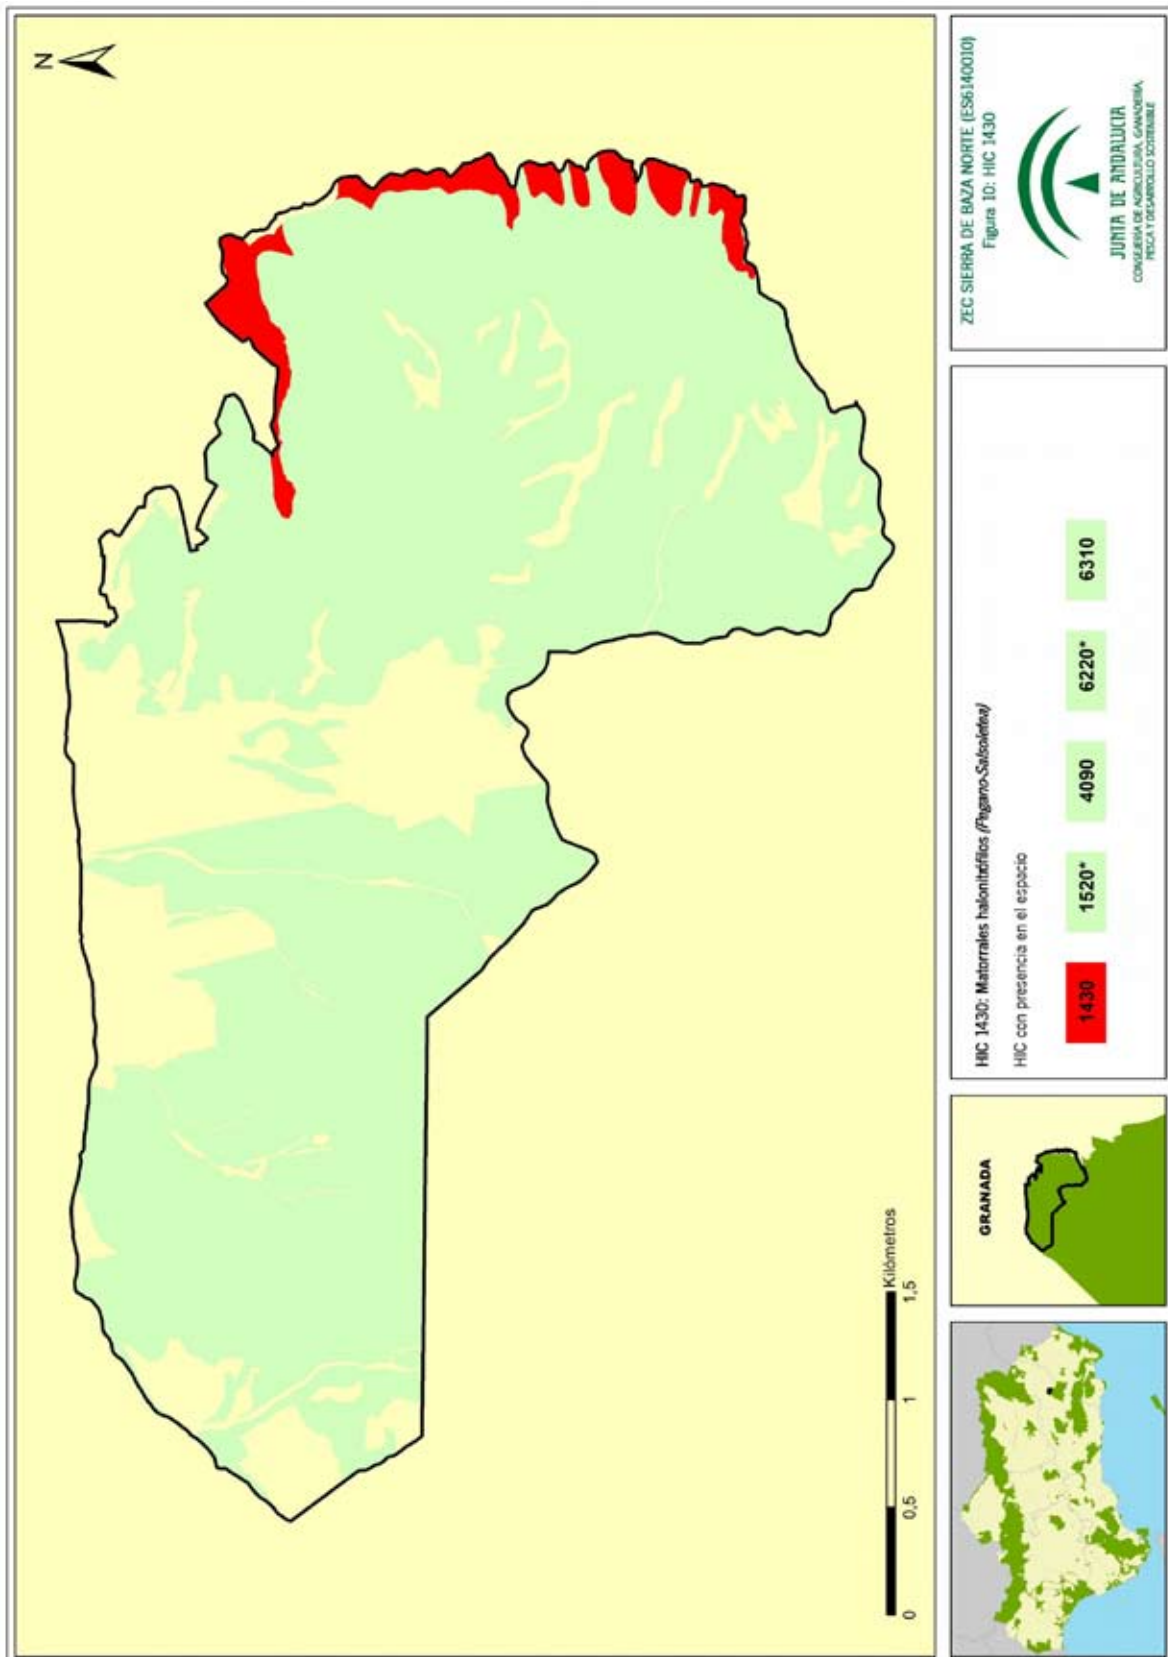 N
Kilómetros
0 0,5 1 1,5
GRANADA
HIC 1430: Matorrales halonitrófilos (Pegano-Salsoletea)
HIC con presencia en el espacio
1430 1520* 4090 6220* 6310
ZEC SIERRA DE BAZA NORTE (ES6140010)
Figura 10: HIC 1430
JUNTA DE ANDALUCIA
CONSEJERÍA DE AGRICULTURA, GANADERÍA,
PESCA Y DESARROLLO SOSTENIBLE